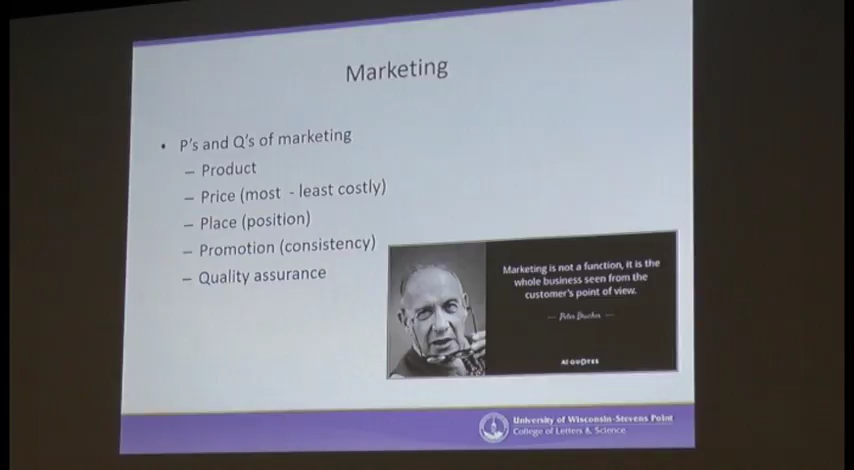 Marketing
• P's and Q's of marketing
– Product
– Price (most - least costly)
– Place (position)
– Promotion (consistency)
– Quality assurance
Marketing is not a function, it is the
whole business seen from the
customer's point of view.
— Peter Drucker —
AZ QUOTES
University of Wisconsin-Stevens Point
College of Letters & Science